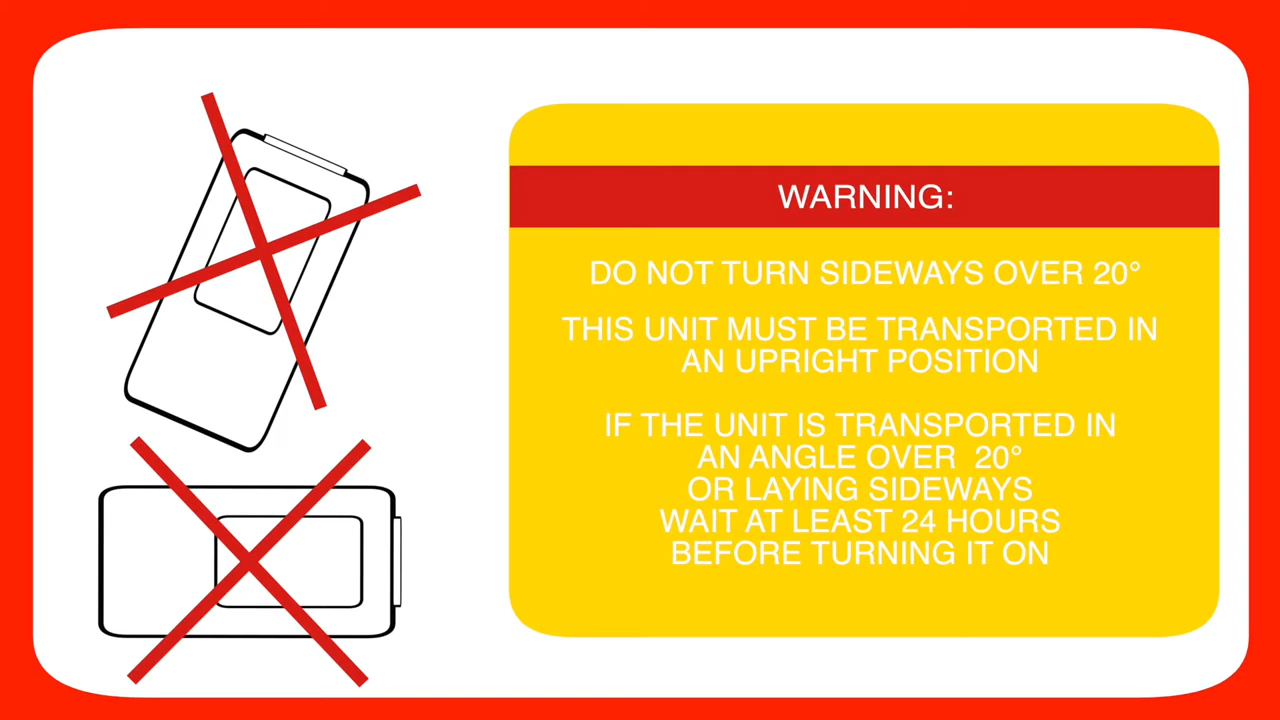 WARNING:
DO NOT TURN SIDEWAYS OVER 20°
THIS UNIT MUST BE TRANSPORTED IN
AN UPRIGHT POSITION
IF THE UNIT IS TRANSPORTED IN
AN ANGLE OVER  20°
OR LAYING SIDEWAYS
WAIT AT LEAST 24 HOURS
BEFORE TURNING IT ON